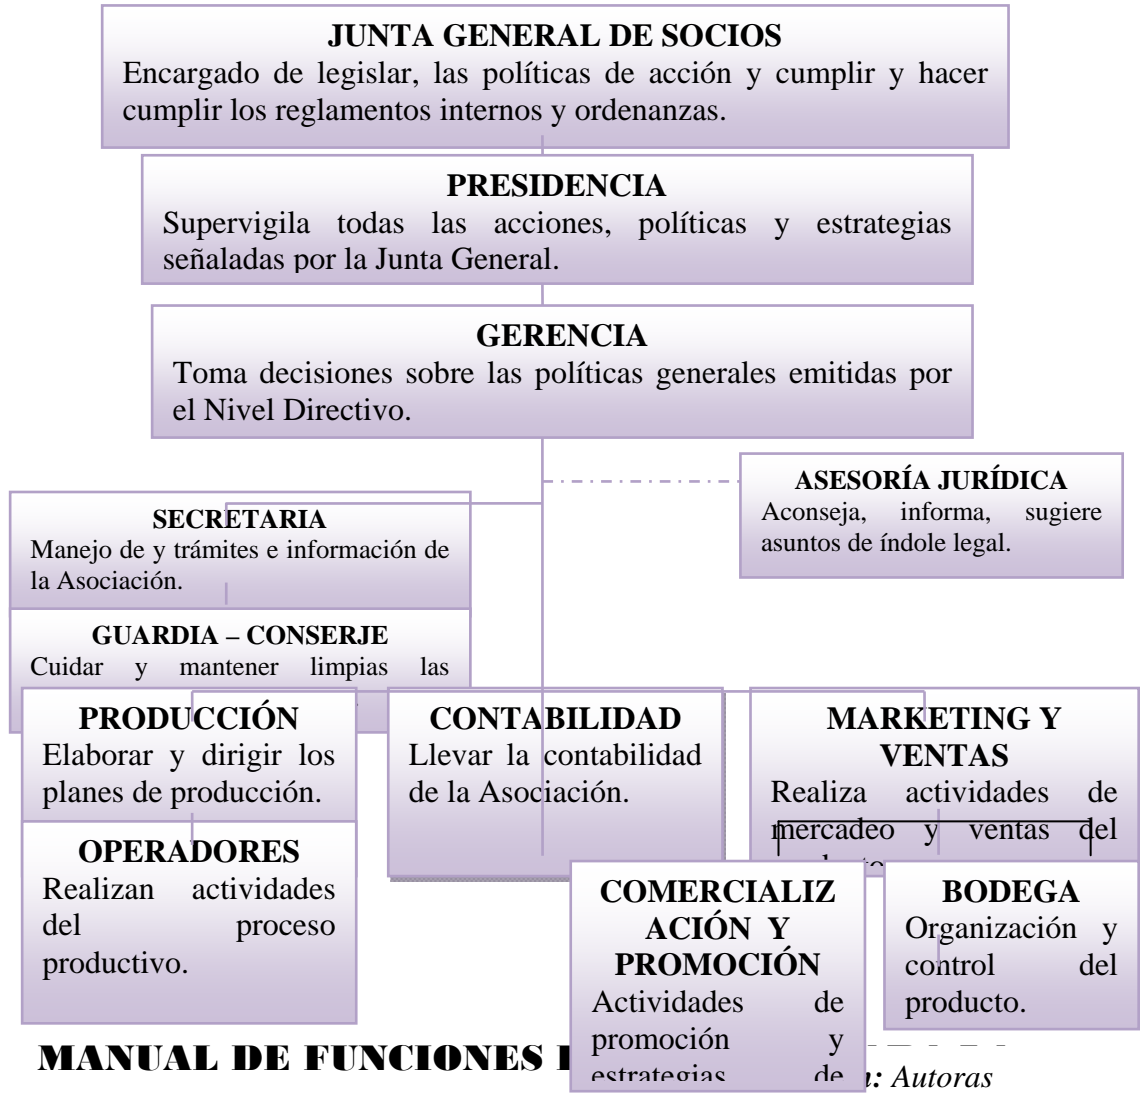 JUNTA GENERAL DE SOCIOS
Encargado de legislar, las políticas de acción y cumplir y hacer
cumplir los reglamentos internos y ordenanzas.
PRESIDENCIA
Supervigila todas las acciones, políticas y estrategias
señaladas por la Junta General.
GERENCIA
Toma decisiones sobre las políticas generales emitidas por
el Nivel Directivo.
ASESORÍA JURÍDICA
Aconseja, informa, sugiere
asuntos de índole legal.
SECRETARIA
Manejo de y trámites e información de
la Asociación.
GUARDIA – CONSERJE
Cuidar y mantener limpias las
PRODUCCIÓN
Elaborar y dirigir los
planes de producción.
OPERADORES
Realizan actividades
del proceso
productivo.
CONTABILIDAD
Llevar la contabilidad
de la Asociación.
MARKETING Y
VENTAS
Realiza actividades de
mercadeo y ventas del
COMERCIALIZ
ACIÓN Y
PROMOCIÓN
Actividades de
promoción y
estrategias de
BODEGA
Organización y
control del
producto.
MANUAL DE FUNCIONES
Autoras